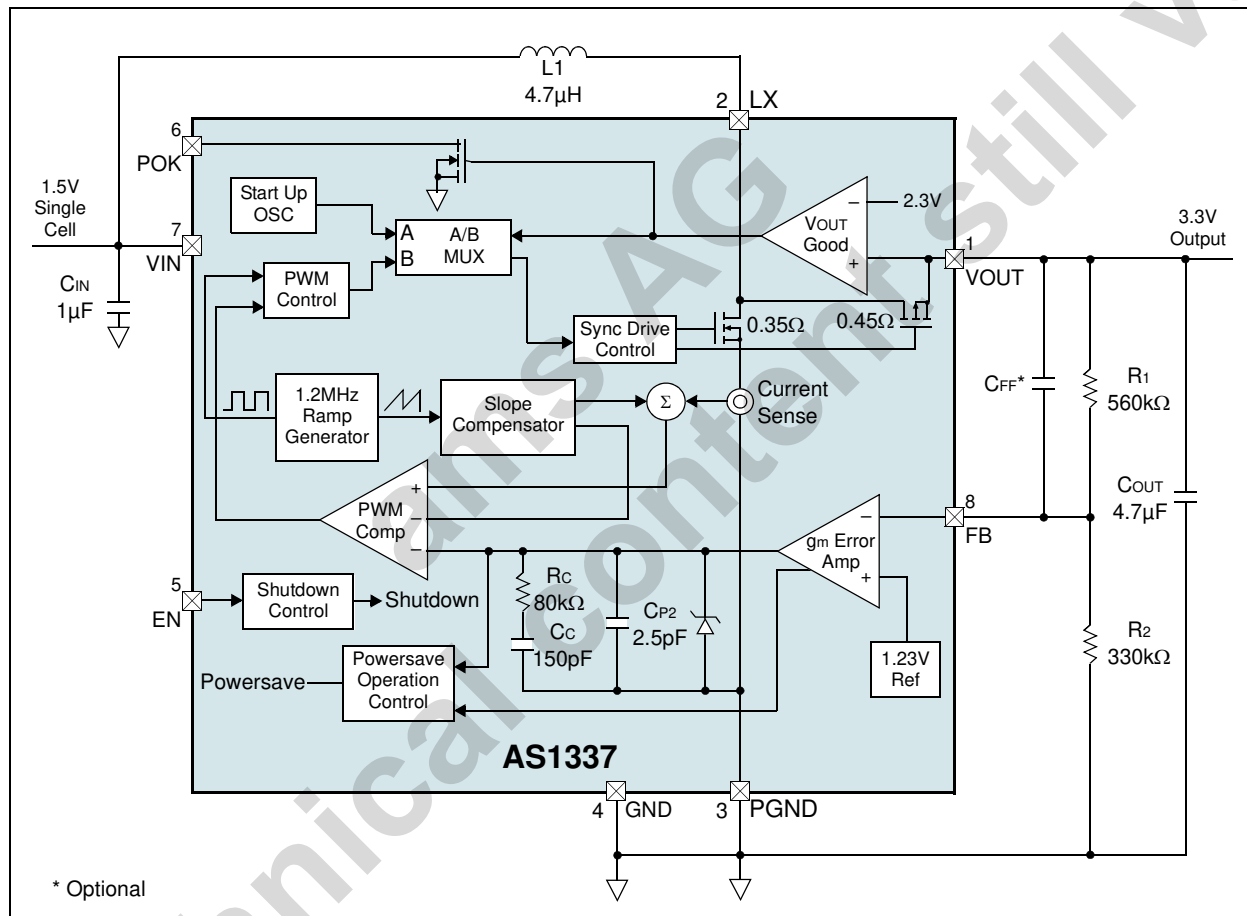 L1
4.7µH
2
LX
6
POK
1.5V
Single
Cell
7
VIN
CIN
1µF
Start Up
OSC
A
B
A/B
MUX
PWM
Control
VOUT
Good
−
+
2.3V
1
VOUT
3.3V
Output
Sync Drive
Control
0.35Ω
0.45Ω
1.2MHz
Ramp
Generator
Slope
Compensator
Σ
Current
Sense
CFF*
R1
560kΩ
COUT
4.7µF
PWM
Comp
+
−
−
gm Error
Amp
−
+
8
FB
5
EN
Shutdown
Control
Shutdown
RC
80kΩ
CC
150pF
CP2
2.5pF
1.23V
Ref
R2
330kΩ
Powersave
Powersave
Operation
Control
AS1337
4
GND
3
PGND
* Optional
ams AG
nical content still v